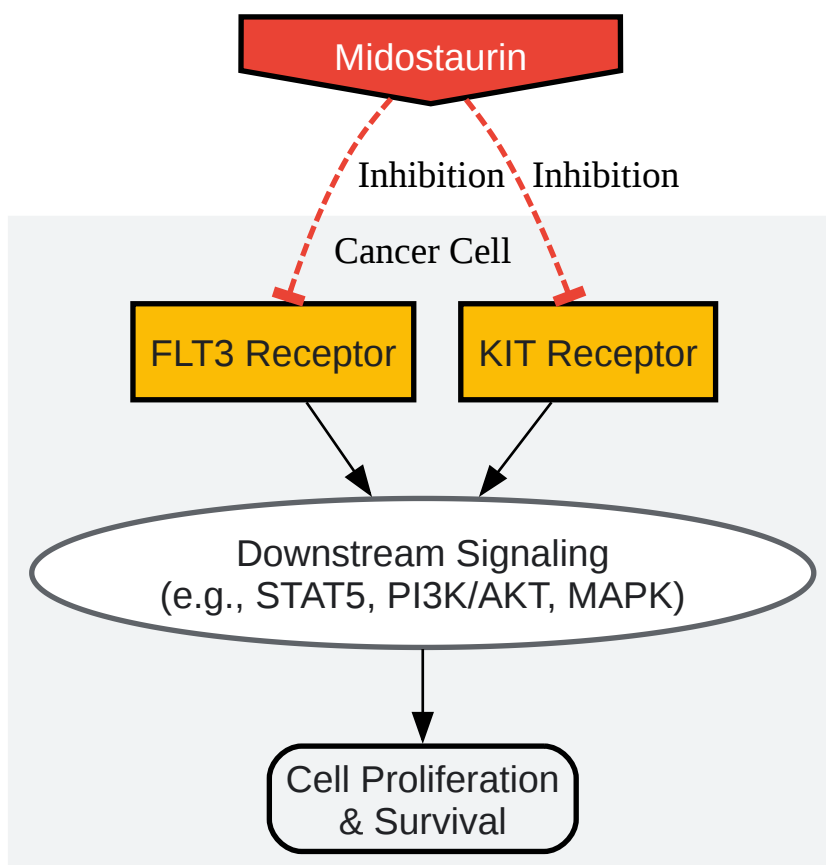 Midostaurin
Inhibition Inhibition
Cancer Cell
FLT3 Receptor KIT Receptor
Downstream Signaling
(e.g., STAT5, PI3K/AKT, MAPK)
Cell Proliferation
& Survival